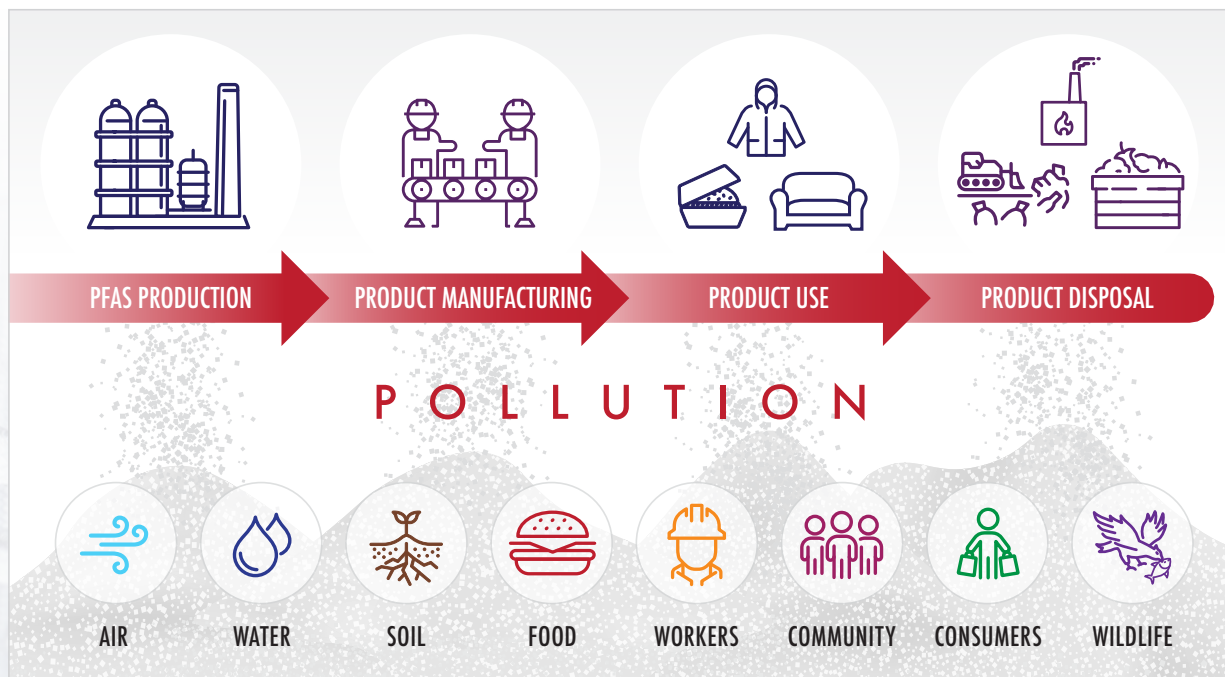 PFAS PRODUCTION
PRODUCT MANUFACTURING
PRODUCT USE
PRODUCT DISPOSAL
POLLUTION
AIR
WATER
SOIL
FOOD
WORKERS
COMMUNITY
CONSUMERS
WILDLIFE